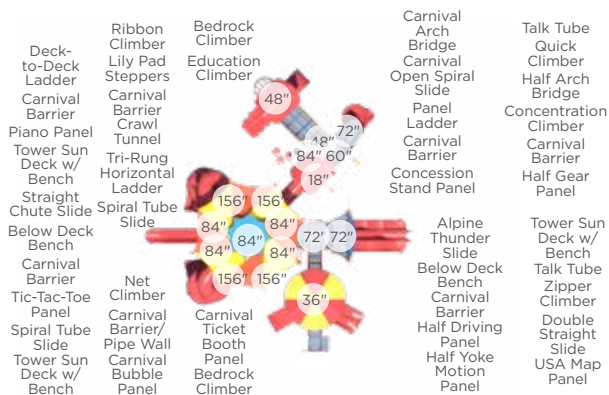 Deck-
to-Deck
Ladder
Carnival
Barrier
Piano Panel
Tower Sun
Deck w/
Bench
Straight
Chute Slide
Below Deck
Bench
Carnival
Barrier
Tic-Tac-Toe
Panel
Spiral Tube
Slide
Tower Sun
Deck w/
Bench
Ribbon
Climber
Lily Pad
Steppers
Carnival
Barrier
Crawl
Tunnel
Tri-Rung
Horizontal
Ladder
Spiral Tube
Slide
Net
Climber
Carnival
Barrier/
Pipe Wall
Carnival
Bubble
Panel
Bedrock
Climber
Education
Climber
Carnival
Ticket
Booth
Panel
Bedrock
Climber
48"
72"
48"
84" 60"
18"
156" 156"
84" 84"
84" 72" 72"
84" 84"
156" 156"
36"
Carnival
Arch
Bridge
Carnival
Open Spiral
Slide
Panel
Ladder
Carnival
Barrier
Concession
Stand Panel
Alpine
Thunder
Slide
Below Deck
Bench
Carnival
Barrier
Half Driving
Panel
Half Yoke
Motion
Panel
Talk Tube
Quick
Climber
Half Arch
Bridge
Concentration
Climber
Carnival
Barrier
Half Gear
Panel
Tower Sun
Deck w/
Bench
Talk Tube
Zipper
Climber
Double
Straight
Slide
USA Map
Panel